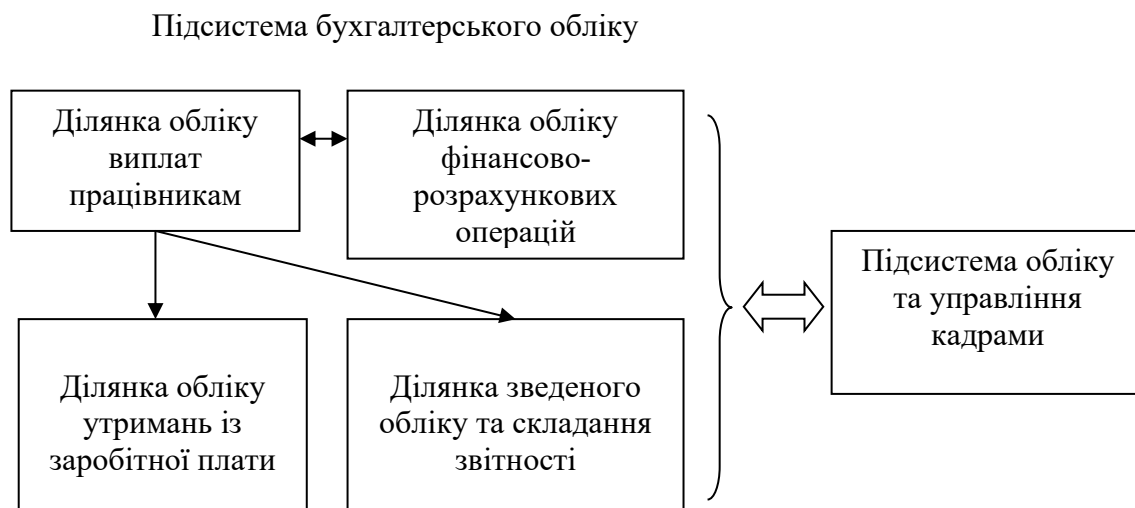 Підсистема бухгалтерського обліку
Ділянка обліку
виплат
працівникам
Ділянка обліку
фінансово-
розрахункових
операцій
Підсистема обліку
та управління
кадрами
Ділянка обліку
утримань із
заробітної плати
Ділянка зведеного
обліку та складання
звітності